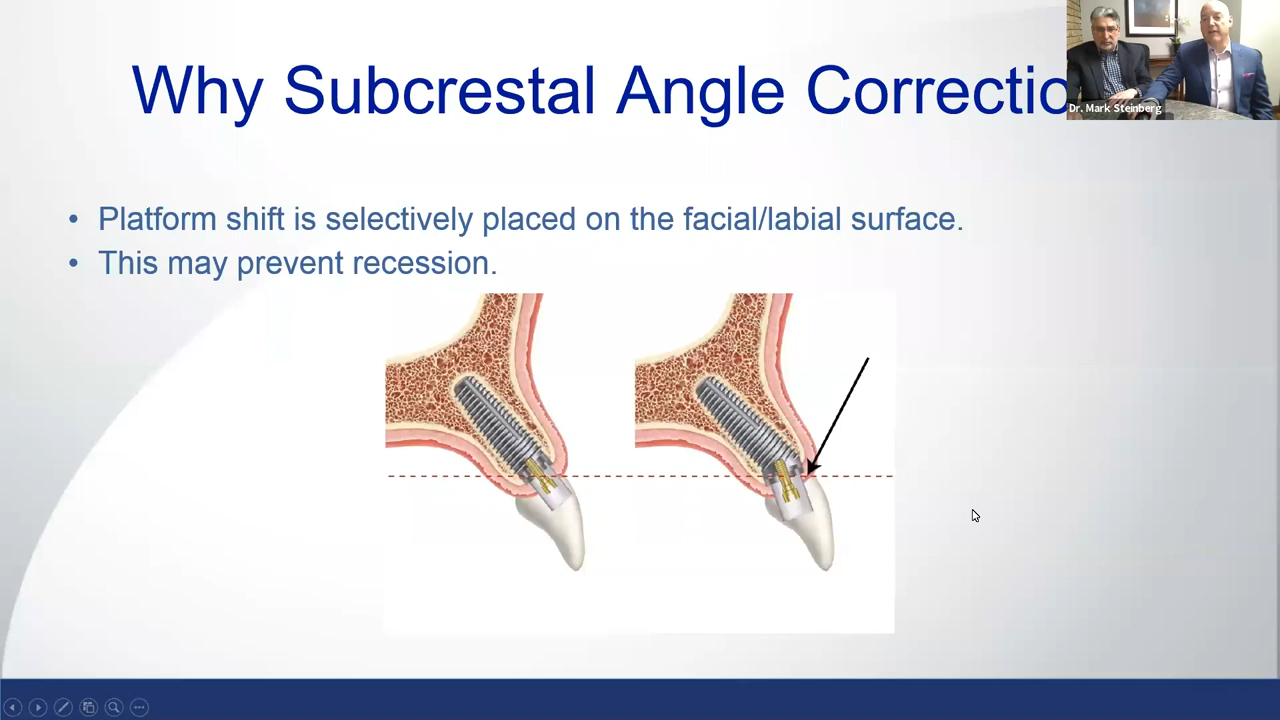 Why Subcrestal Angle Correctio
Dr. Mark Steinberg
• Platform shift is selectively placed on the facial/labial surface.
• This may prevent recession.